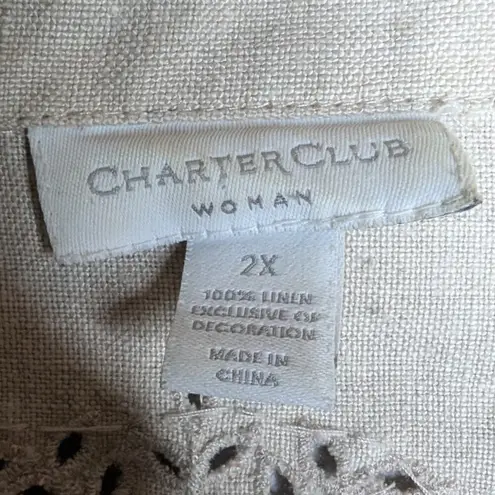 CHARTER CLUB
WOMAN
2X
100% LINEN
EXCLUSIVE OF
DECORATION
MADE IN
CHINA